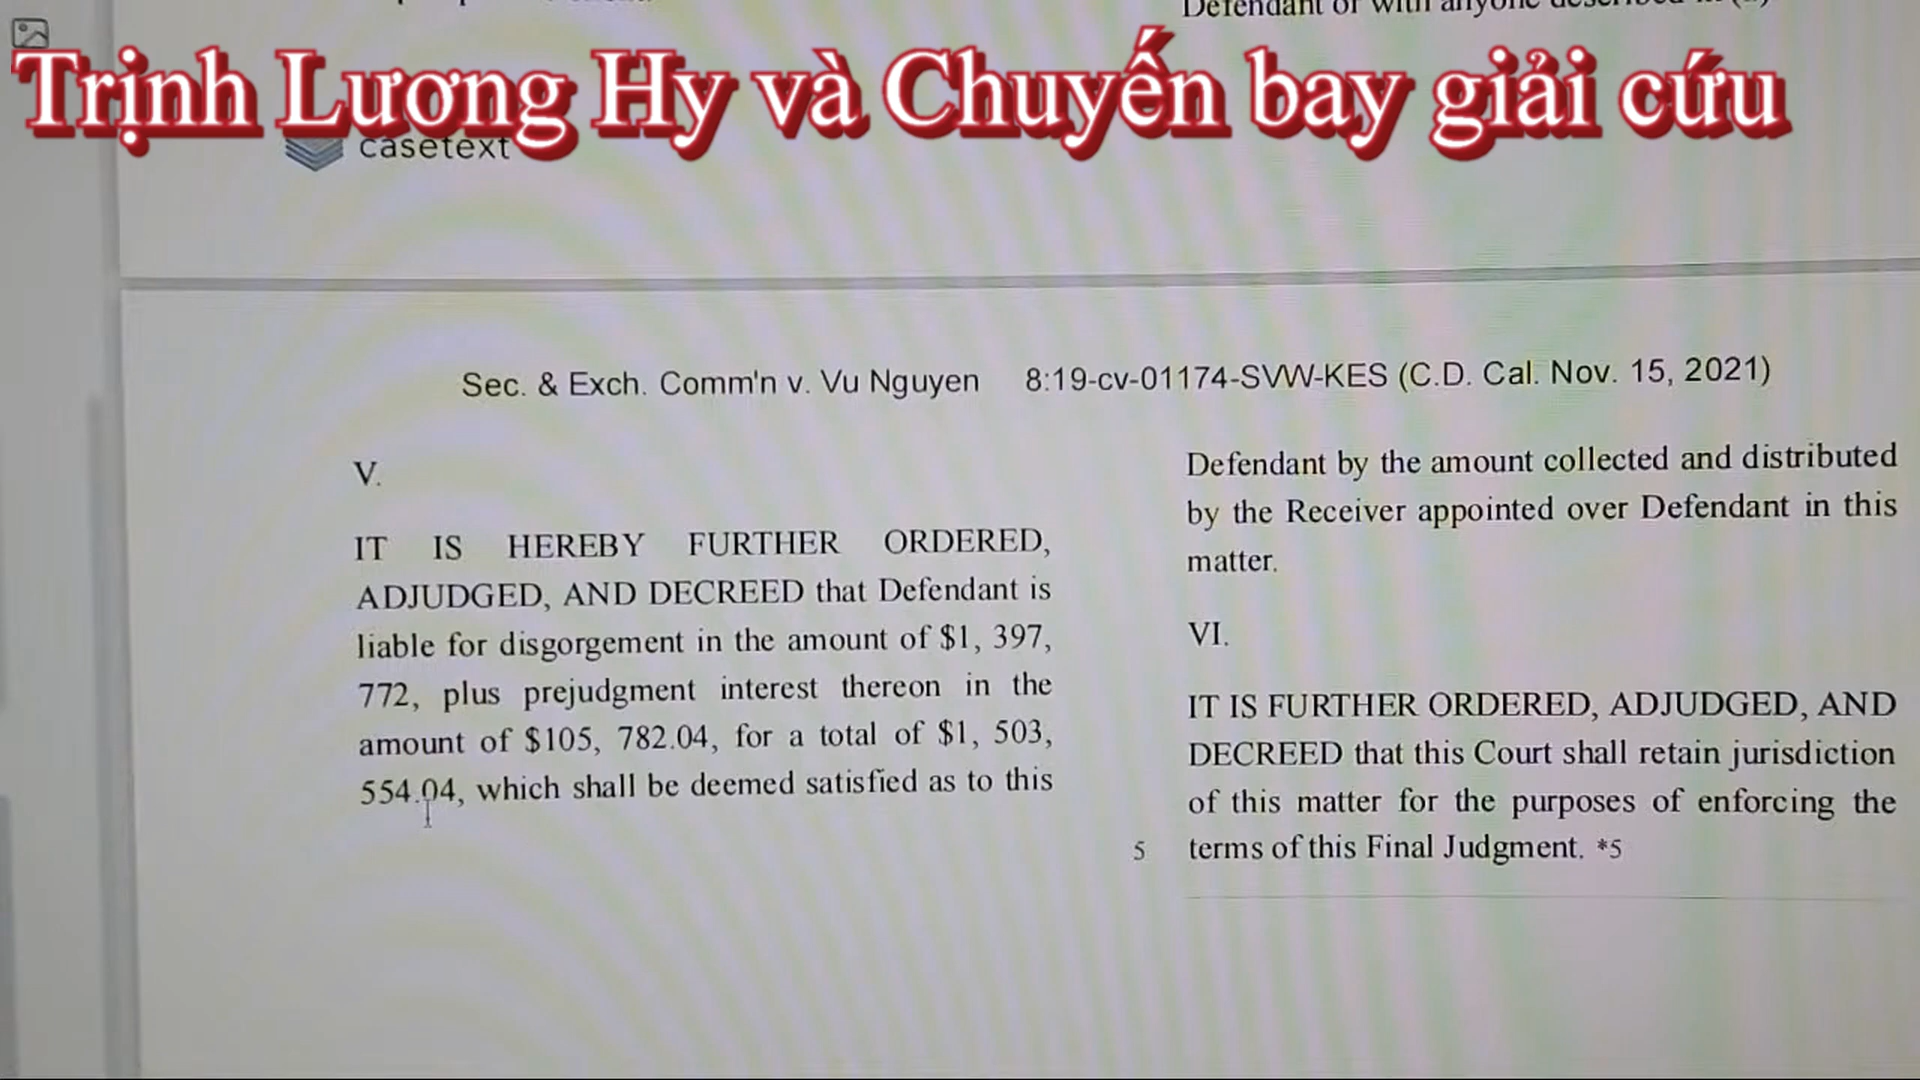 Trịnh Lương Hy và Chuyến bay giải cứu
casetext
Sec. & Exch. Comm'n v. Vu Nguyen 8:19-cv-01174-SVW-KES (C.D. Cal. Nov. 15, 2021)
V.
IT IS HEREBY FURTHER ORDERED,
ADJUDGED, AND DECREED that Defendant is
liable for disgorgement in the amount of $1, 397,
772, plus prejudgment interest thereon in the
amount of $105, 782.04, for a total of $1, 503,
554.04, which shall be deemed satisfied as to this
Defendant by the amount collected and distributed
by the Receiver appointed over Defendant in this
matter.
VI.
IT IS FURTHER ORDERED, ADJUDGED, AND
DECREED that this Court shall retain jurisdiction
of this matter for the purposes of enforcing the
5 terms of this Final Judgment. *5